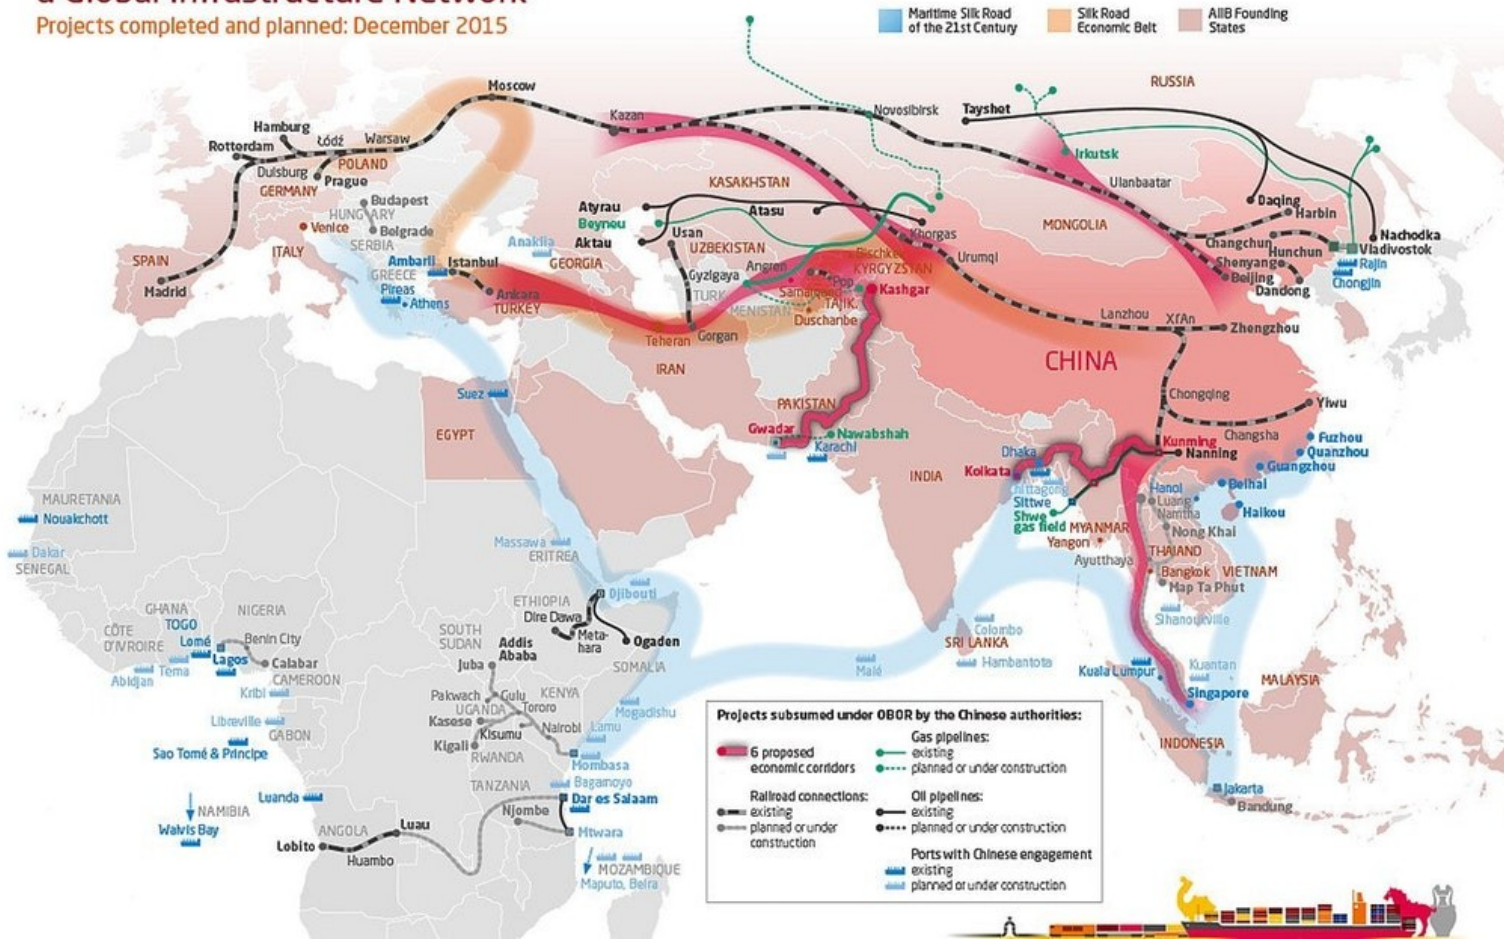 a Global Infrastructure Network
Projects completed and planned: December 2015
Maritime Silk Road
of the 21st Century
Silk Road
Economic Belt
AIIB Founding
States
RUSSIA
Moscow
Kazan
Novosibirsk
Tayshet
Irkutsk
Hamburg
Rotterdam
Łódź
Warsaw
Duisburg
POLAND
GERMANY
Prague
Budapest
HUNGARY
Belgrade
SERBIA
Venice
ITALY
SPAIN
Madrid
Ambarli
Istanbul
GREECE
Pireas
Athens
Ankara
TURKEY
Anaklia
GEORGIA
KASAKHSTAN
Atyrau
Beyneu
Aktau
Atasu
Usan
UZBEKISTAN
Khorgas
Bischkek
KYRGYZSTAN
Angren
Gyzlgaya
TURK
MENISTAN
Samarqand
Pop
TAJIK.
Duschanbe
Kashgar
Teheran
Gorgan
IRAN
Urumqi
Ulanbaatar
MONGOLIA
Daqing
Harbin
Changchun
Hunchun
Shenyang
Beijing
Dandong
Nachodka
Vladivostok
Rajin
Chongjin
Lanzhou
Xi'An
Zhengzhou
CHINA
Chongqing
Yiwu
Changsha
Kunming
Nanning
Fuzhou
Quanzhou
Guangzhou
Beihai
Haikou
PAKISTAN
Gwadar
Nawabshah
Karachi
INDIA
Dhaka
Kolkata
Chittagong
Sittwe
Shwe
gas field
MYANMAR
Yangon
Hanoi
Luang
Namtha
Nong Khai
Ayutthaya
THAILAND
Bangkok
VIETNAM
Map Ta Phut
Sihanoukville
Colombo
SRI LANKA
Hambantota
Malé
Kuala Lumpur
Kuantan
MALAYSIA
Singapore
INDONESIA
Jakarta
Bandung
Suez
EGYPT
MAURETANIA
Nouakchott
Dakar
SENEGAL
Massawa
ERITREA
Djibouti
ETHIOPIA
Dire Dawa
Meta-
hara
Ogaden
Addis
Ababa
SOUTH
SUDAN
SOMALIA
GHANA
TOGO
NIGERIA
CÔTE
D'IVROIRE
Lomé
Benin City
Lagos
Tema
Abidjan
Calabar
CAMEROON
Kribi
Libreville
GABON
Sao Tomé & Principe
Juba
Pakwach
Gulu
KENYA
UGANDA
Tororo
Kasese
Kisumu
Nairobi
Lamu
Mogadishu
Kigali
RWANDA
Mombasa
TANZANIA
Bagamoyo
Dar es Salaam
Njombe
Mtwara
Luanda
NAMIBIA
Walvis Bay
ANGOLA
Luau
Lobito
Huambo
MOZAMBIQUE
Maputo, Beira
Projects subsumed under OBOR by the Chinese authorities:
6 proposed
economic corridors
Gas pipelines:
existing
planned or under construction
Railroad connections:
existing
planned or under
construction
Oil pipelines:
existing
planned or under construction
Ports with Chinese engagement
existing
planned or under construction